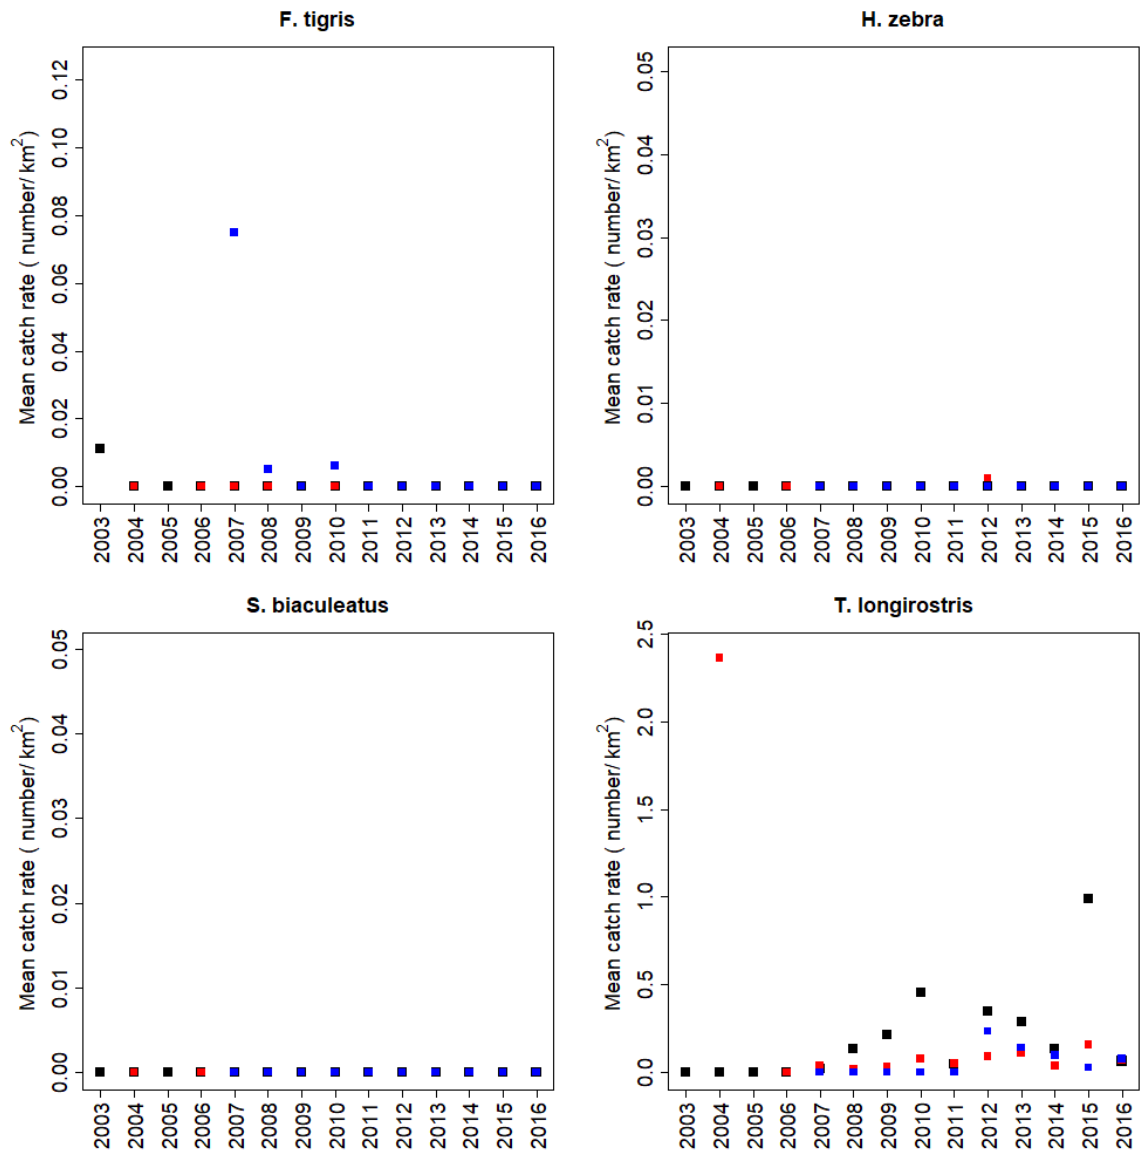 F. tigris
Mean catch rate ( number/ km2)
0.12
0.10
0.08
0.06
0.04
0.02
0.00
2003 2004 2005 2006 2007 2008 2009 2010 2011 2012 2013 2014 2015 2016
H. zebra
Mean catch rate ( number/ km2)
0.05
0.04
0.03
0.02
0.01
0.00
2003 2004 2005 2006 2007 2008 2009 2010 2011 2012 2013 2014 2015 2016
S. biaculeatus
Mean catch rate ( number/ km2)
0.05
0.04
0.03
0.02
0.01
0.00
2003 2004 2005 2006 2007 2008 2009 2010 2011 2012 2013 2014 2015 2016
T. longirostris
Mean catch rate ( number/ km2)
2.5
2.0
1.5
1.0
0.5
0.0
2003 2004 2005 2006 2007 2008 2009 2010 2011 2012 2013 2014 2015 2016